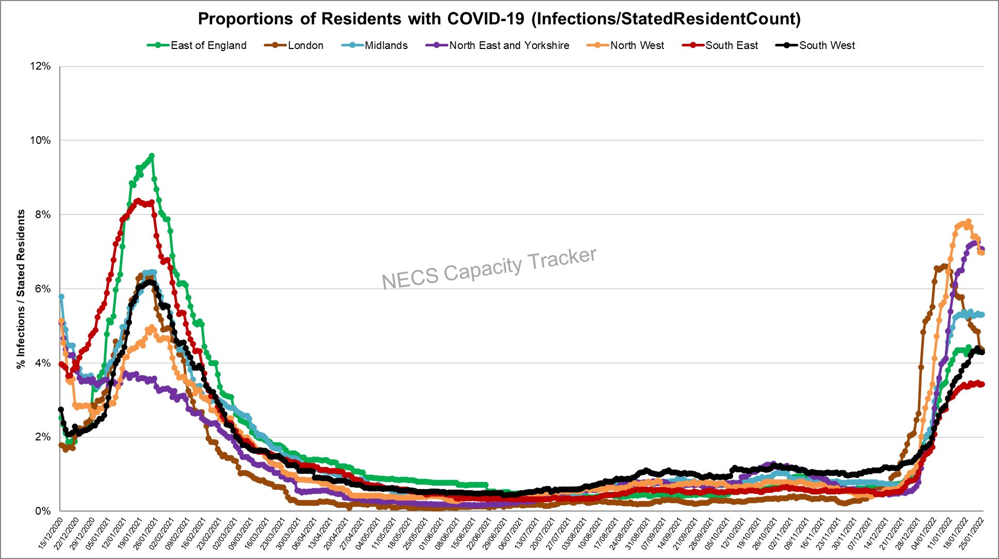 Proportions of Residents with COVID-19 (Infections/StatedResidentCount)
East of England London Midlands North East and Yorkshire North West South East South West
12%
10%
8%
6%
4%
2%
0%
% Infections / Stated Residents
NECS Capacity Tracker
15/12/2020 22/12/2020 29/12/2020 05/01/2021 12/01/2021 19/01/2021 26/01/2021 02/02/2021 09/02/2021 16/02/2021 23/02/2021 02/03/2021 09/03/2021 16/03/2021 23/03/2021 30/03/2021 06/04/2021 13/04/2021 20/04/2021 27/04/2021 04/05/2021 11/05/2021 18/05/2021 25/05/2021 01/06/2021 08/06/2021 15/06/2021 22/06/2021 29/06/2021 06/07/2021 13/07/2021 20/07/2021 27/07/2021 03/08/2021 10/08/2021 17/08/2021 24/08/2021 31/08/2021 07/09/2021 14/09/2021 21/09/2021 28/09/2021 05/10/2021 12/10/2021 19/10/2021 26/10/2021 02/11/2021 09/11/2021 16/11/2021 23/11/2021 30/11/2021 07/12/2021 14/12/2021 21/12/2021 28/12/2021 04/01/2022 11/01/2022 18/01/2022 25/01/2022